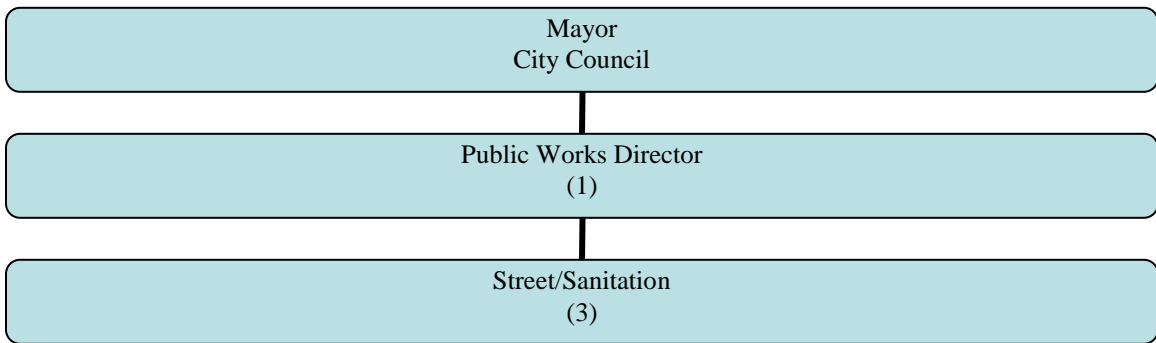 Mayor
City Council
Public Works Director
(1)
Street/Sanitation
(3)